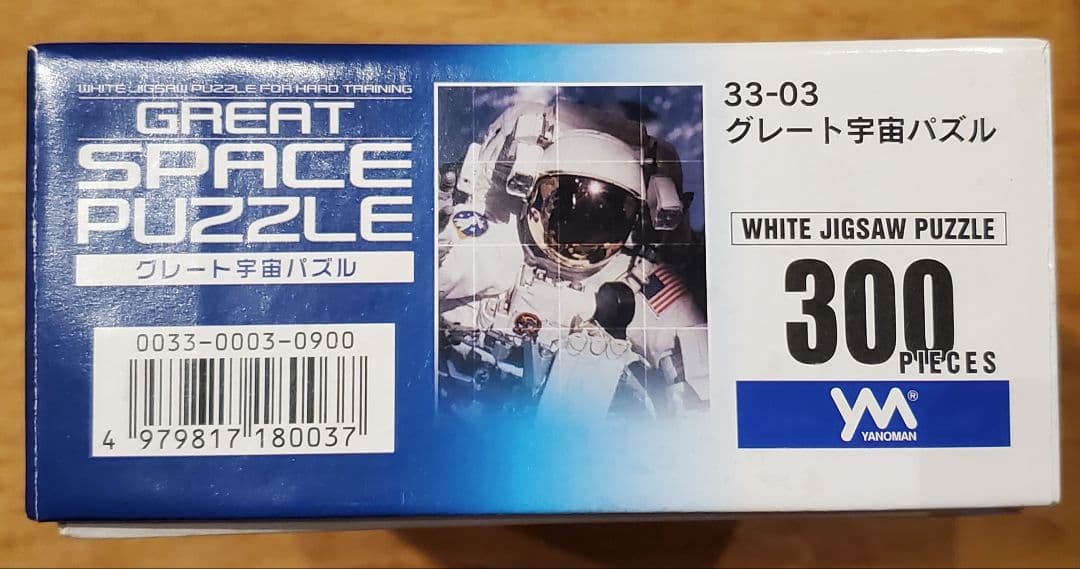 WHITE JIGSAW PUZZLE FOR HARD TRAINING
GREAT
SPACE
PUZZLE
グレート宇宙パズル
0033-0003-0900
4 979817 180037
33-03
グレート宇宙パズル
WHITE JIGSAW PUZZLE
300
PIECES
YM®
YANOMAN